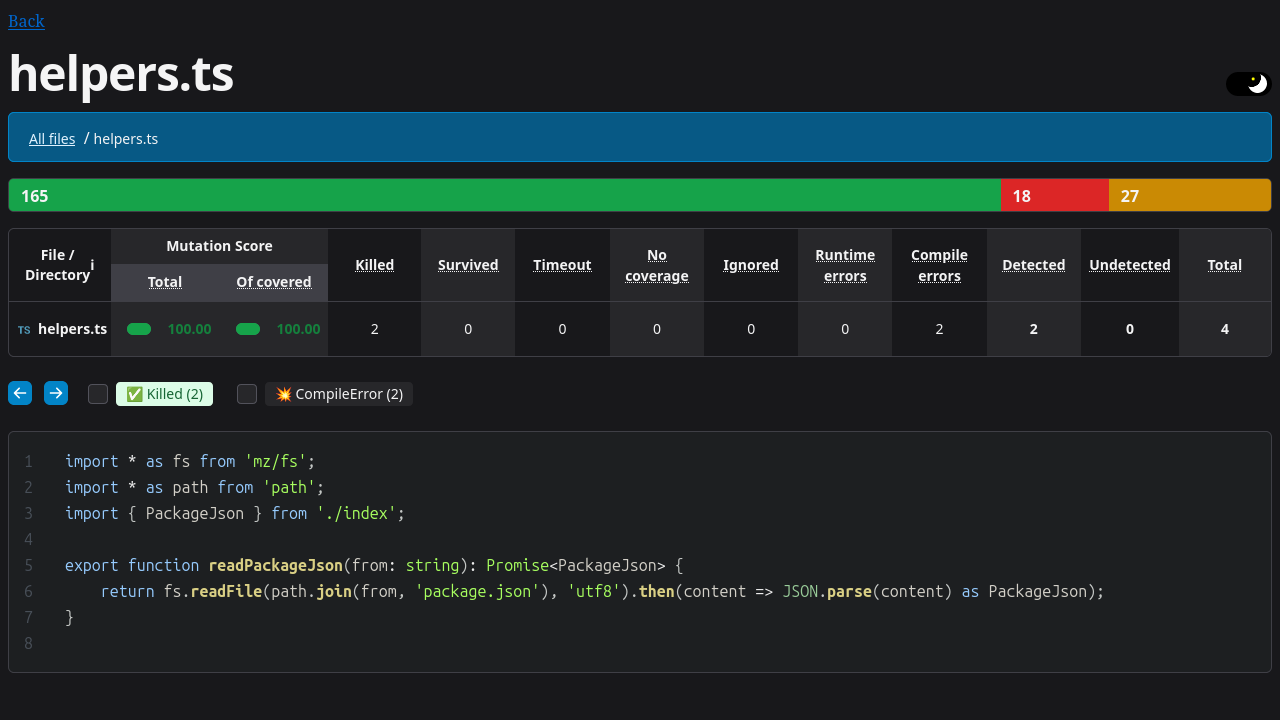 Back
helpers.ts
All files / helpers.ts
165 18 27
File / Directory i Mutation Score Killed Survived Timeout No coverage Ignored Runtime errors Compile errors Detected Undetected Total
Total Of covered
TS helpers.ts 100.00 100.00 2 0 0 0 0 0 2 2 0 4
✅ Killed (2) 💥 CompileError (2)
1 import * as fs from 'mz/fs';
2 import * as path from 'path';
3 import { PackageJson } from './index';
4
5 export function readPackageJson(from: string): Promise<PackageJson> {
6 return fs.readFile(path.join(from, 'package.json'), 'utf8').then(content => JSON.parse(content) as PackageJson);
7 }
8